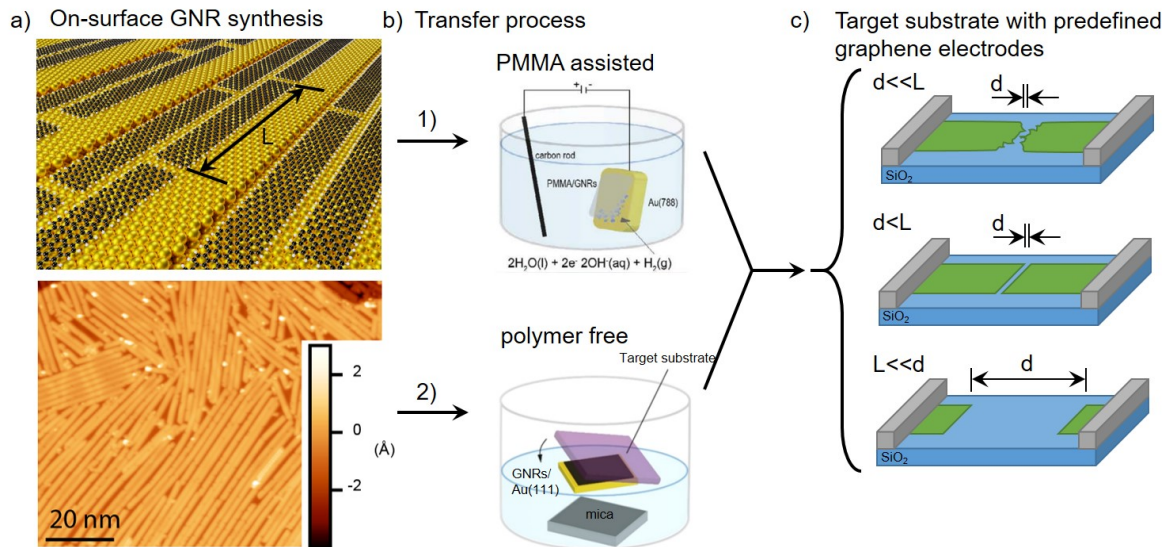 a) On-surface GNR synthesis
L
2
0
(Å)
-2
20 nm
b) Transfer process
PMMA assisted
1)
+ -
carbon rod
PMMA/GNRs
Au(788)
2H₂O(l) + 2e⁻ 2OH⁻(aq) + H₂(g)
polymer free
2)
Target substrate
GNRs/
Au(111)
mica
c) Target substrate with predefined
graphene electrodes
d<<L
d
SiO₂
d<L
d
SiO₂
L<<d
d
SiO₂